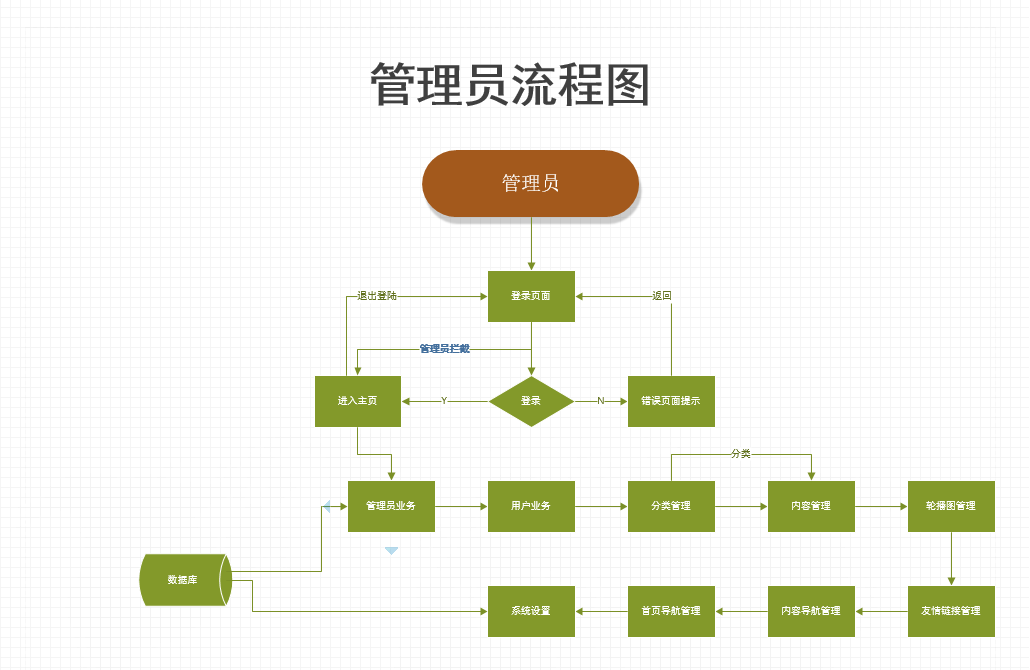 管理员流程图
管理员
退出登陆
登录页面
返回
管理员拦截
进入主页
Y
登录
N
错误页面提示
分类
管理员业务
用户业务
分类管理
内容管理
轮播图管理
数据库
系统设置
首页导航管理
内容导航管理
友情链接管理